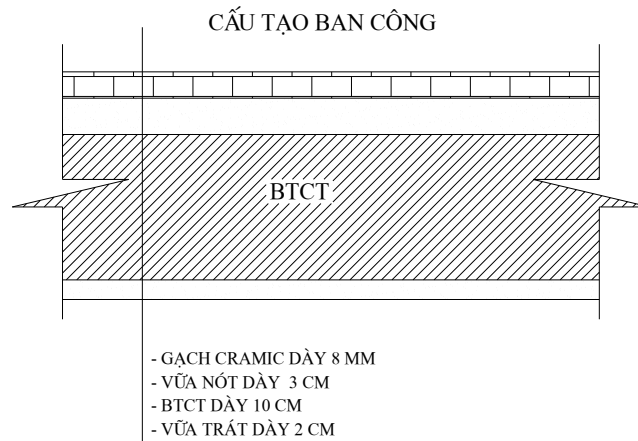 CẤU TẠO BAN CÔNG
BTCT
- GẠCH CRAMIC DÀY 8 MM
- VỮA NÓT DÀY 3 CM
- BTCT DÀY 10 CM
- VỮA TRÁT DÀY 2 CM